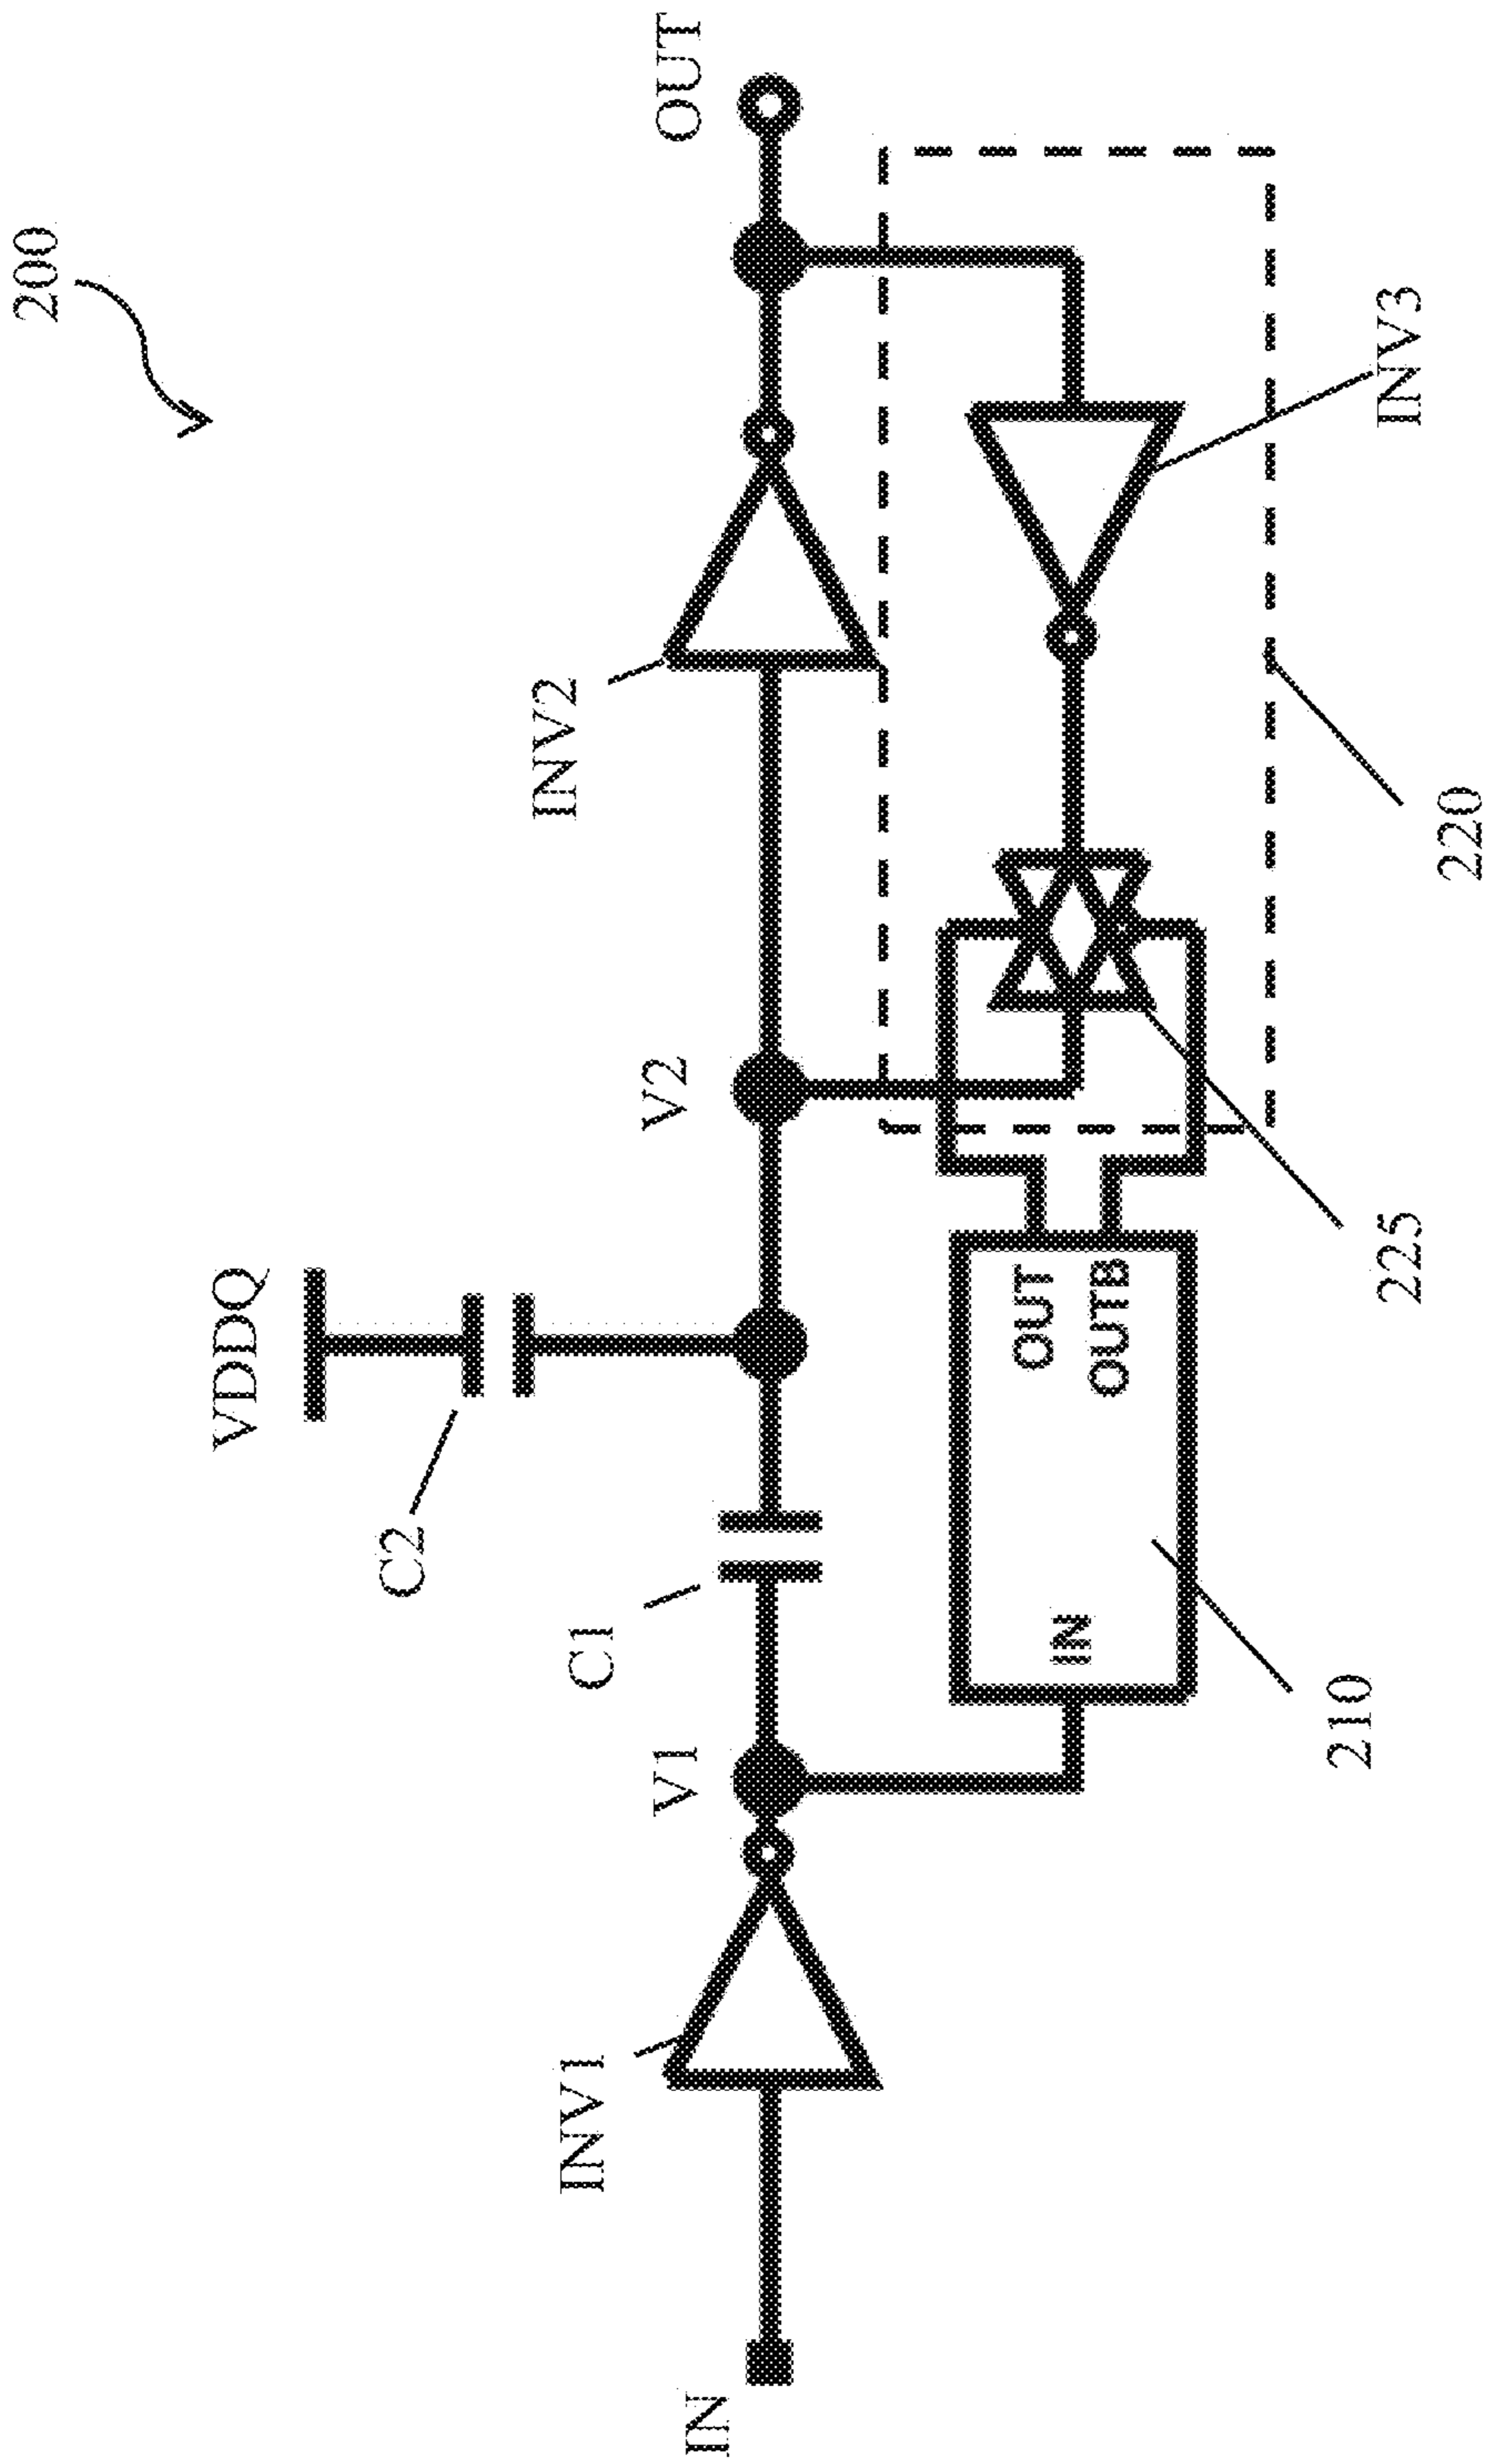 200
VDDQ
C2
C1
V1
V2
INV1
INV2
IN
OUT
IN
OUT
OUTB
210
225
220
INV3